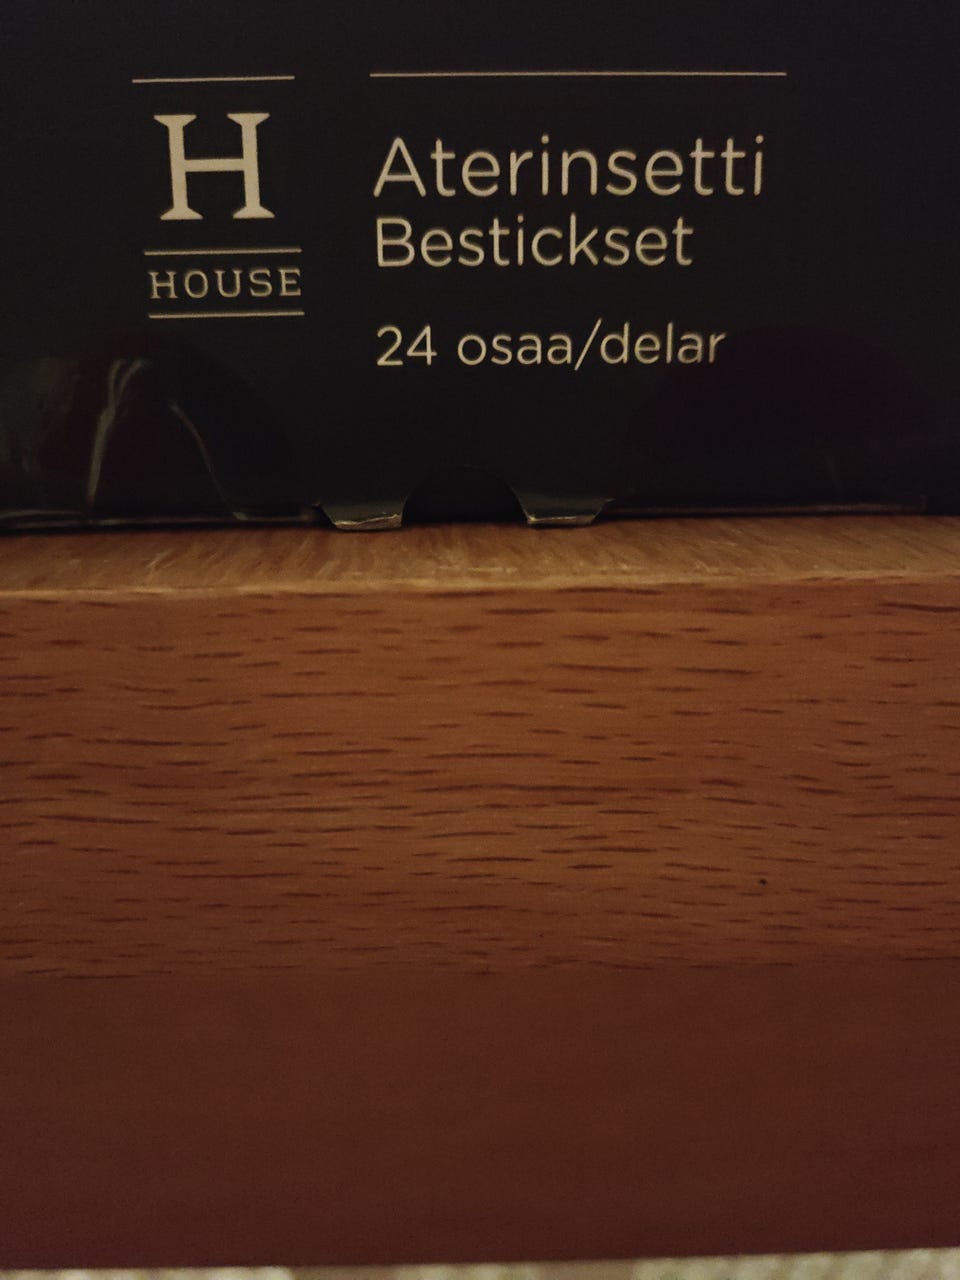 H
HOUSE
Aterinsetti
Bestickset
24 osaa/delar